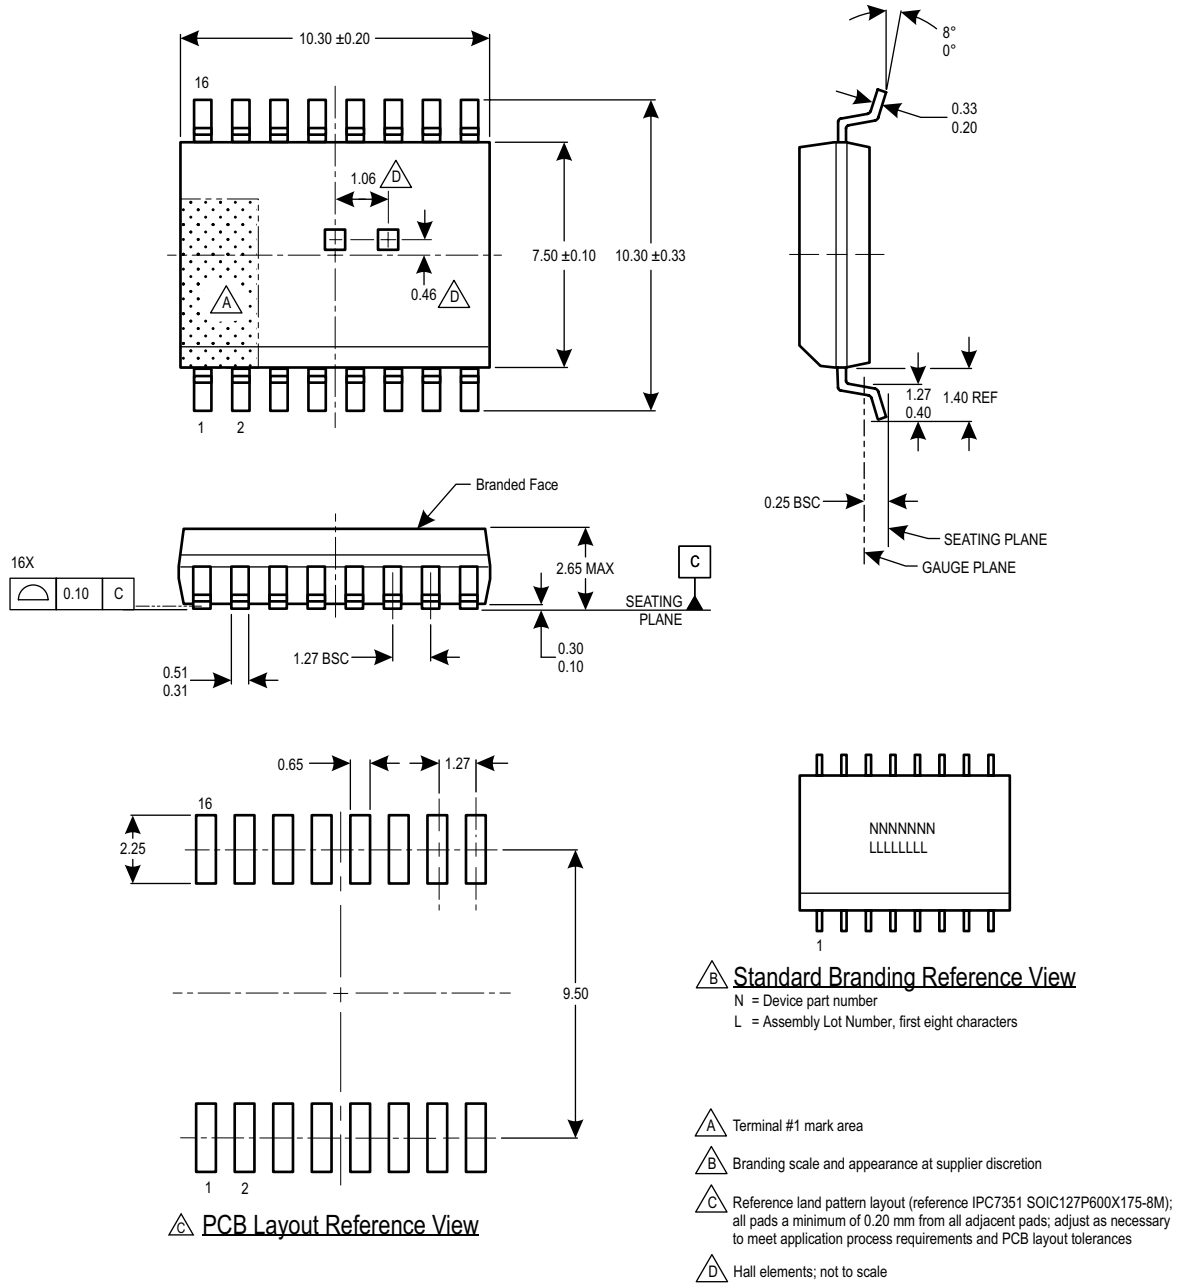 10.30 ±0.20
16
1.06 D
7.50 ±0.10
10.30 ±0.33
0.46 D
A
1 2
8°
0°
0.33
0.20
1.27
0.40
1.40 REF
0.25 BSC
SEATING PLANE
GAUGE PLANE
Branded Face
16X
0.10 C
2.65 MAX
C
SEATING
PLANE
0.30
0.10
1.27 BSC
0.51
0.31
0.65
1.27
16
2.25
9.50
1 2
C PCB Layout Reference View
NNNNNNN
LLLLLLLL
1
B Standard Branding Reference View
N = Device part number
L = Assembly Lot Number, first eight characters
A Terminal #1 mark area
B Branding scale and appearance at supplier discretion
C Reference land pattern layout (reference IPC7351 SOIC127P600X175-8M);
all pads a minimum of 0.20 mm from all adjacent pads; adjust as necessary
to meet application process requirements and PCB layout tolerances
D Hall elements; not to scale